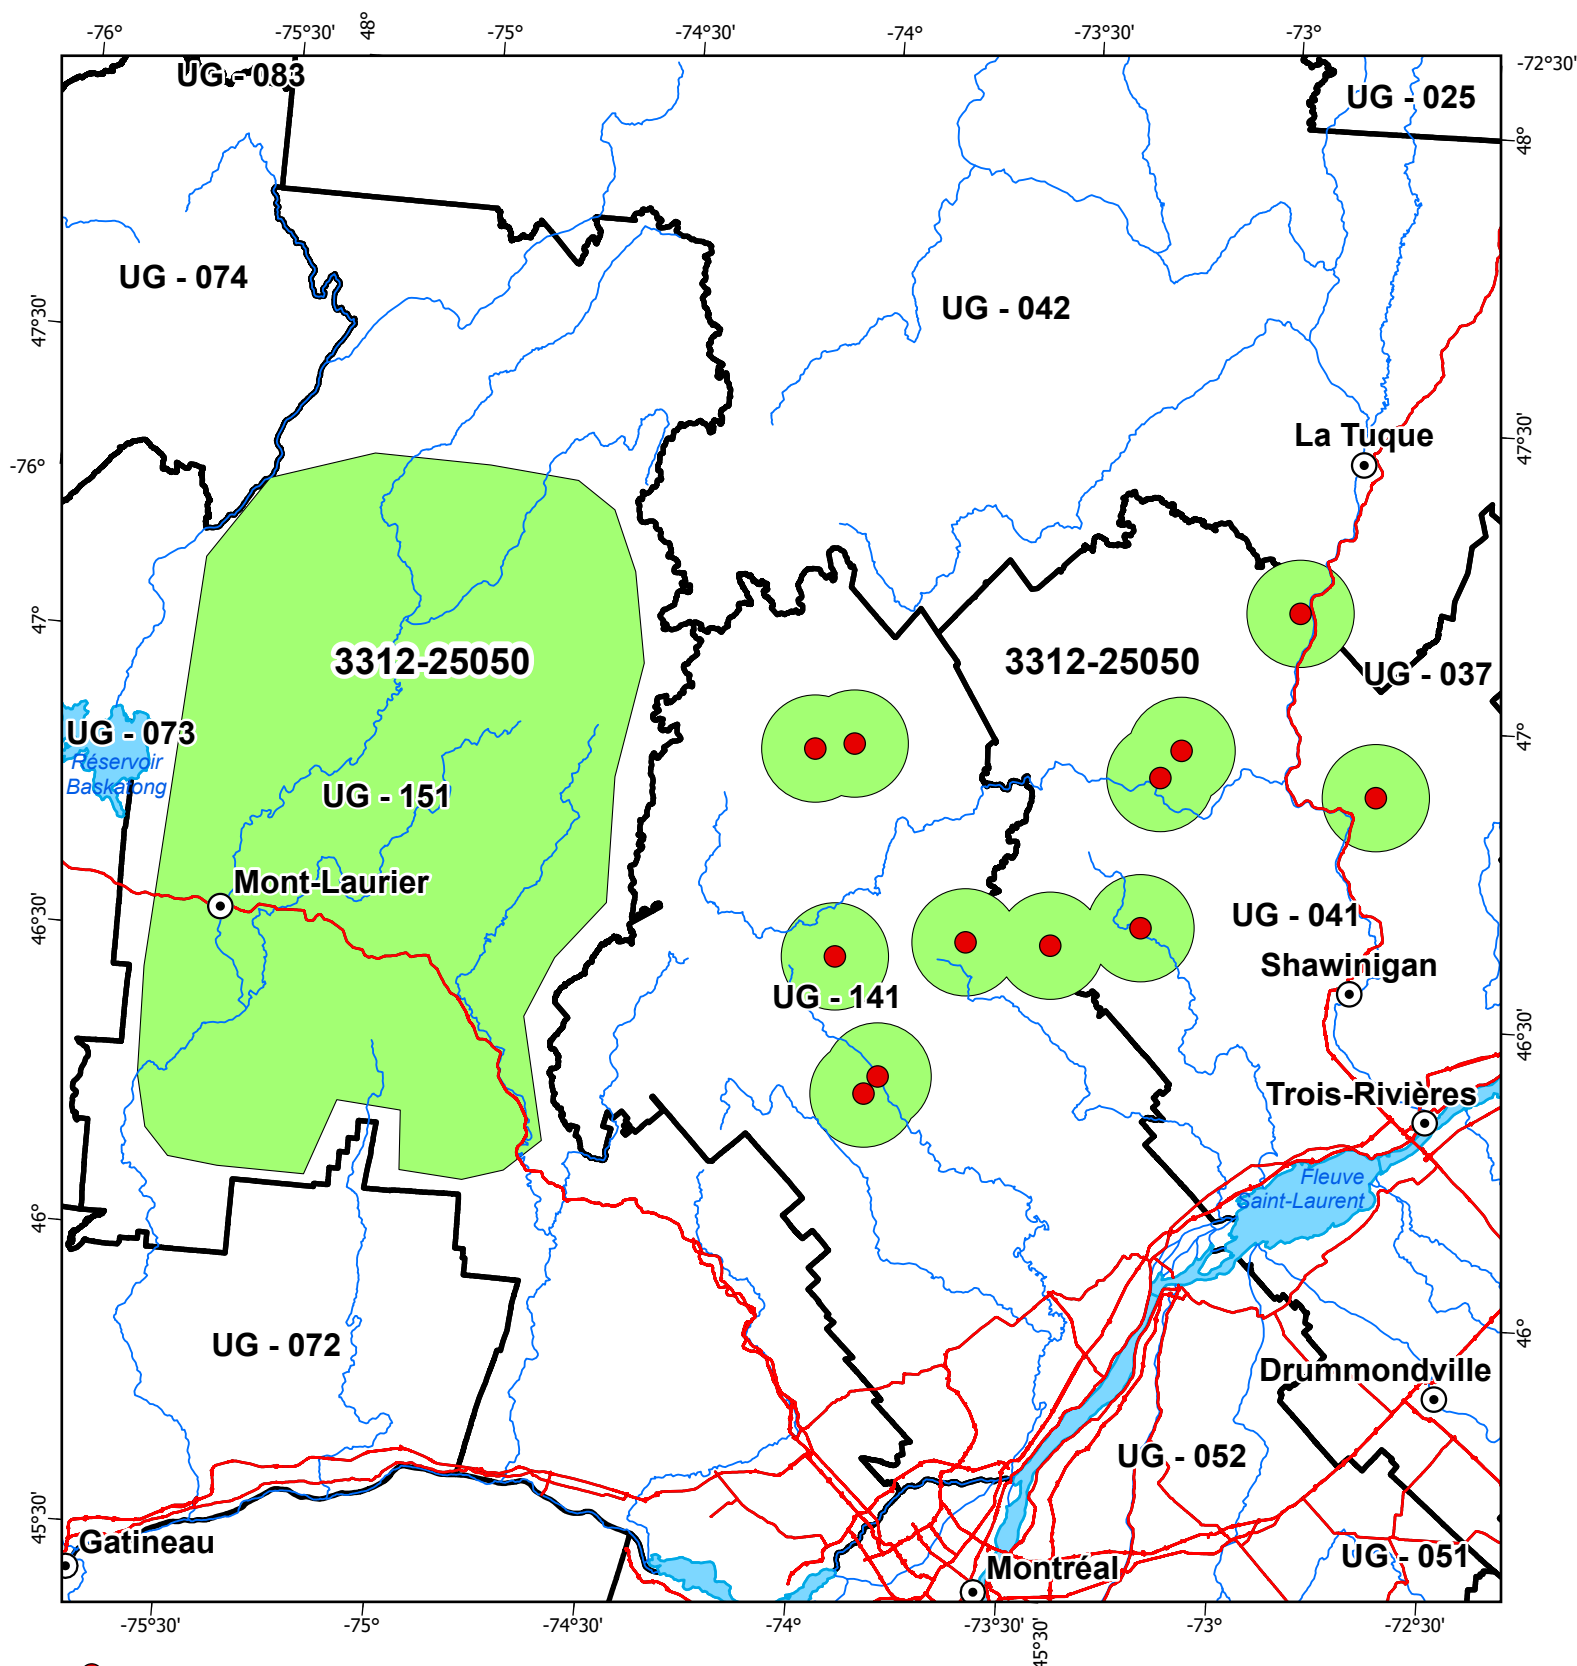 -76°
-75°30'
48°
-75°
-74°30'
-74°
-73°30'
-73°
-72°30'
UG - 083
UG - 025
48°
UG - 074
UG - 042
47°30'
La Tuque
47°30'
-76°
47°
3312-25050
3312-25050
UG - 037
UG - 073
Réservoir
Baskatong
47°
UG - 151
Mont-Laurier
46°30'
UG - 041
Shawinigan
UG - 141
46°30'
Trois-Rivières
Fleuve
Saint-Laurent
46°
UG - 072
46°
Drummondville
UG - 052
45°30'
Gatineau
UG - 051
Montréal
-75°30'
-75°
-74°30'
-74°
-73°30'
45°30'
-73°
-72°30'